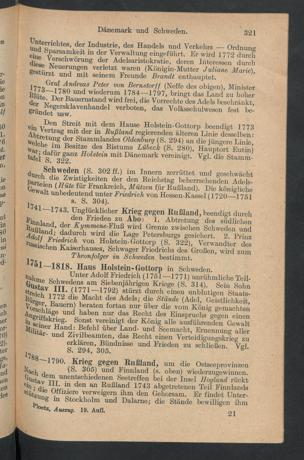 Dänemark und Schweden. 321
Unterrichtes, der Industrie, des Handels und Verkehrs — Ordnung
und Sparsamkeit in der Verwaltung eingeführt. Er wird 1772 durch
eine Verschwörung der Adelsaristokratie, deren Interessen durch
diese Neuerungen verletzt waren (Königin-Mutter Juliane Marie),
gestürzt und mit seinem Freunde Brandt enthauptet.
Graf Andreas Peter von Bernstorff (Neffe des obigen), Minister
1773—1780 und wiederum 1784—1797, bringt das Land zu hoher
Blüte. Der Bauernstand wird frei, die Vorrechte des Adels beschränkt,
der Negersklavenhandel verboten, das Volksschulwesen fest be-
gründet usw.
Den Streit mit dem Hause Holstein-Gottorp beendigt 1773
ein Vertrag mit der in Rußland regierenden älteren Linie desselben:
Abtretung der Stammlandes Oldenburg (S. 294) an die jüngere Linie,
welche im Besitze des Bistums Lübeck (S. 280), Hauptort Eutin
war; dafür ganz Holstein mit Dänemark vereinigt. Vgl. die Stamm-
tafel S. 322.
Schweden (S. 302 ff.) im Innern zerrüttet und geschwächt
durch die Zwistigkeiten der den Reichstag beherrschenden Adels-
parteien (Hüte für Frankreich, Mützen für Rußland). Die königliche
Gewalt unbedeutend unter Friedrich von Hessen-Kassel (1720—1751
s. S. 304).
1741—1743. Unglücklicher Krieg gegen Rußland, beendigt durch
den Frieden zu Abo: 1. Abtretung des südlichen
Finnland, der Kymmene-Fluß wird Grenze zwischen Schweden und
Rußland; dadurch wird die Lage Petersburgs gesichert. 2. Prinz
Adolf Friedrich von Holstein-Gottorp (S. 322), Verwandter des
russischen Kaiserhauses, Schwager Friedrichs des Großen, wird zum
Thronfolger in Schweden bestimmt.
1751—1818. Haus Holstein-Gottorp in Schweden.
Unter Adolf Friedrich (1751—1771) unrühmliche Teil-
nahme Schwedens am Siebenjährigen Kriege (S. 314). Sein Sohn
Gustav III. (1771—1792) stürzt durch einen unblutigen Staats-
streich 1772 die Macht des Adels; die Stände (Adel, Geistlichkeit,
Bürger, Bauern) beraten fortan nur über die vom König gemachten
Vorschläge und haben nur das Recht des Einspruchs gegen einen
Angriffskrieg. Sonst vereinigt der König alle ausführenden Gewalt
in seiner Hand: Befehl über Land- und Seemacht, Ernennung aller
Militär- und Zivilbeamten, das Recht einen Verteidigungskrieg zu
erklären, Bündnisse und Frieden zu schließen. Vgl.
S. 294, 305.
1788—1790. Krieg gegen Rußland, um die Ostseeprovinzen
(S. 305) und Finnland (s. oben) wiederzugewinnen.
Nach dem unentschiedenen Seetreffen bei der Insel Hogland rückt
Gustav III. in den an Rußland 1743 abgetretenen Teil Finnlands
ein; die Offiziere verweigern ihm den Gehorsam. Er findet Unter-
stützung in Stockholm und Dalarne; die Stände bewilligen ihm
Ploetz, Auszug. 19. Aufl. 21